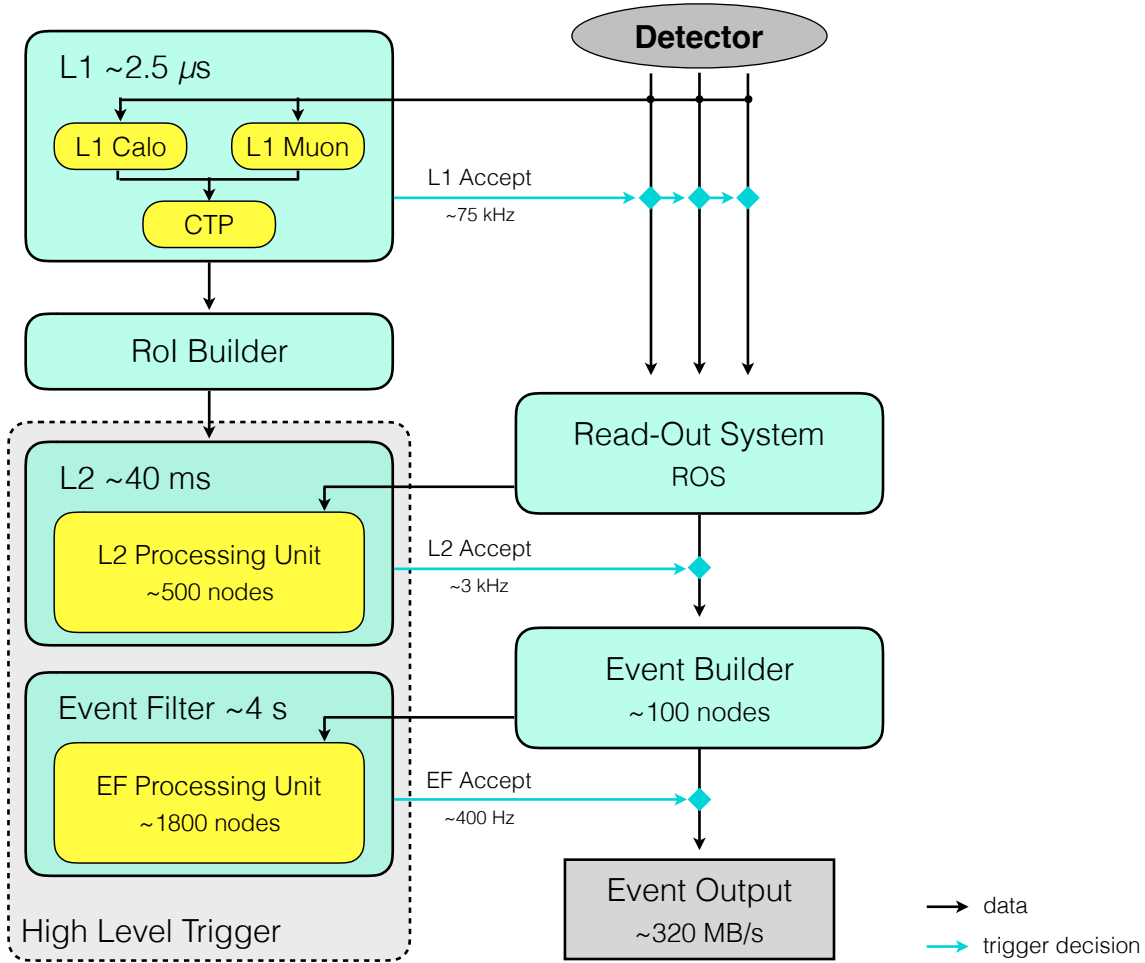 Detector
L1 ~2.5 μs
L1 Calo
L1 Muon
CTP
L1 Accept
~75 kHz
RoI Builder
Read-Out System
ROS
L2 ~40 ms
L2 Processing Unit
~500 nodes
L2 Accept
~3 kHz
Event Builder
~100 nodes
Event Filter ~4 s
EF Processing Unit
~1800 nodes
EF Accept
~400 Hz
Event Output
~320 MB/s
High Level Trigger
data
trigger decision